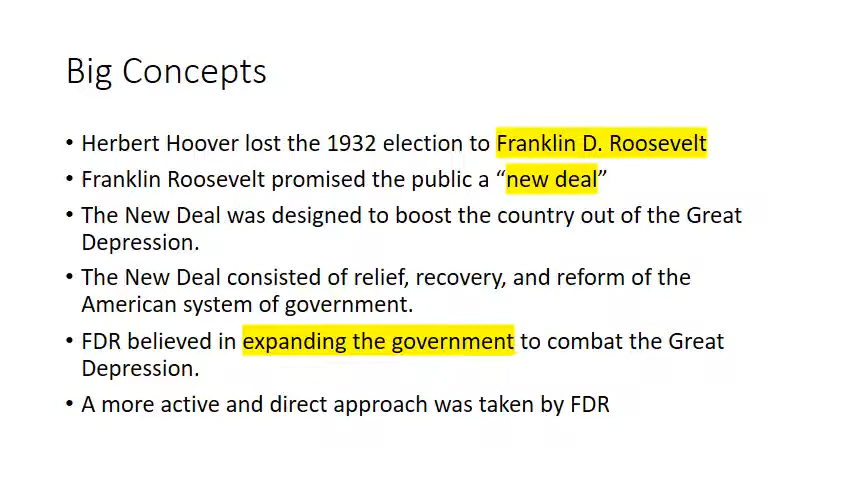 Big Concepts
• Herbert Hoover lost the 1932 election to Franklin D. Roosevelt
• Franklin Roosevelt promised the public a “new deal”
• The New Deal was designed to boost the country out of the Great
Depression.
• The New Deal consisted of relief, recovery, and reform of the
American system of government.
• FDR believed in expanding the government to combat the Great
Depression.
• A more active and direct approach was taken by FDR